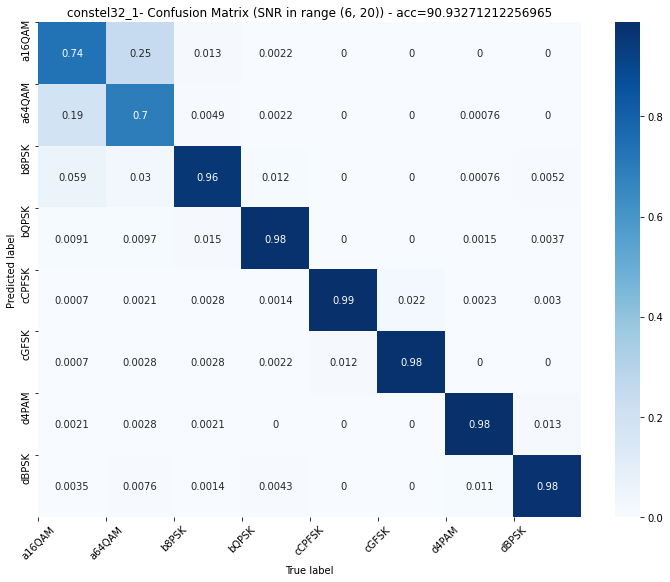 constel32_1- Confusion Matrix (SNR in range (6, 20)) - acc=90.93271212256965
a16QAM 0.74 0.25 0.013 0.0022 0 0 0 0
a64QAM 0.19 0.7 0.0049 0.0022 0 0 0.00076 0
b8PSK 0.059 0.03 0.96 0.012 0 0 0.00076 0.0052
bQPSK 0.0091 0.0097 0.015 0.98 0 0 0.0015 0.0037
cCPFSK 0.0007 0.0021 0.0028 0.0014 0.99 0.022 0.0023 0.003
cGFSK 0.0007 0.0028 0.0028 0.0022 0.012 0.98 0 0
d4PAM 0.0021 0.0028 0.0021 0 0 0 0.98 0.013
dBPSK 0.0035 0.0076 0.0014 0.0043 0 0 0.011 0.98
a16QAM a64QAM b8PSK bQPSK cCPFSK cGFSK d4PAM dBPSK
Predicted label
True label
0.8
0.6
0.4
0.2
0.0